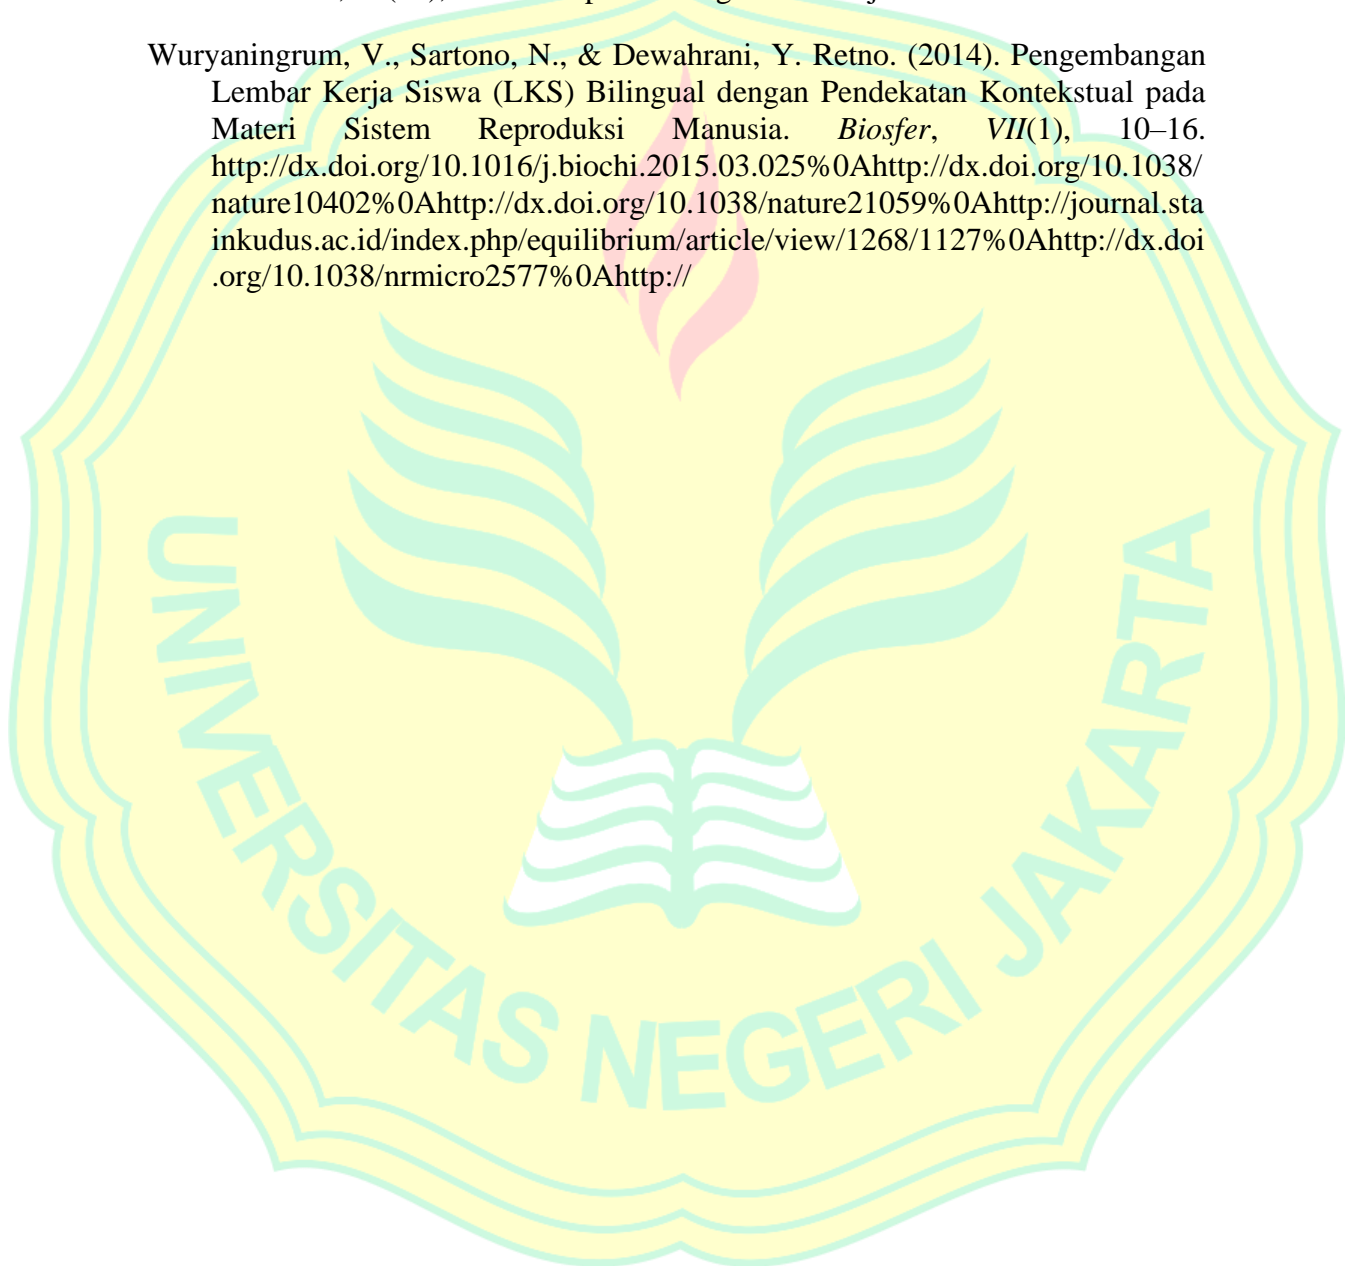 Wuryaningrum, V., Sartono, N., & Dewahrani, Y. Retno. (2014). Pengembangan
Lembar Kerja Siswa (LKS) Bilingual dengan Pendekatan Kontekstual pada
Materi Sistem Reproduksi Manusia. Biosfer, VII(1), 10–16.
http://dx.doi.org/10.1016/j.biochi.2015.03.025%0Ahttp://dx.doi.org/10.1038/
nature10402%0Ahttp://dx.doi.org/10.1038/nature21059%0Ahttp://journal.sta
inkudus.ac.id/index.php/equilibrium/article/view/1268/1127%0Ahttp://dx.doi
.org/10.1038/nrmicro2577%0Ahttp://
UNIVERSITAS NEGERI JAKARTA